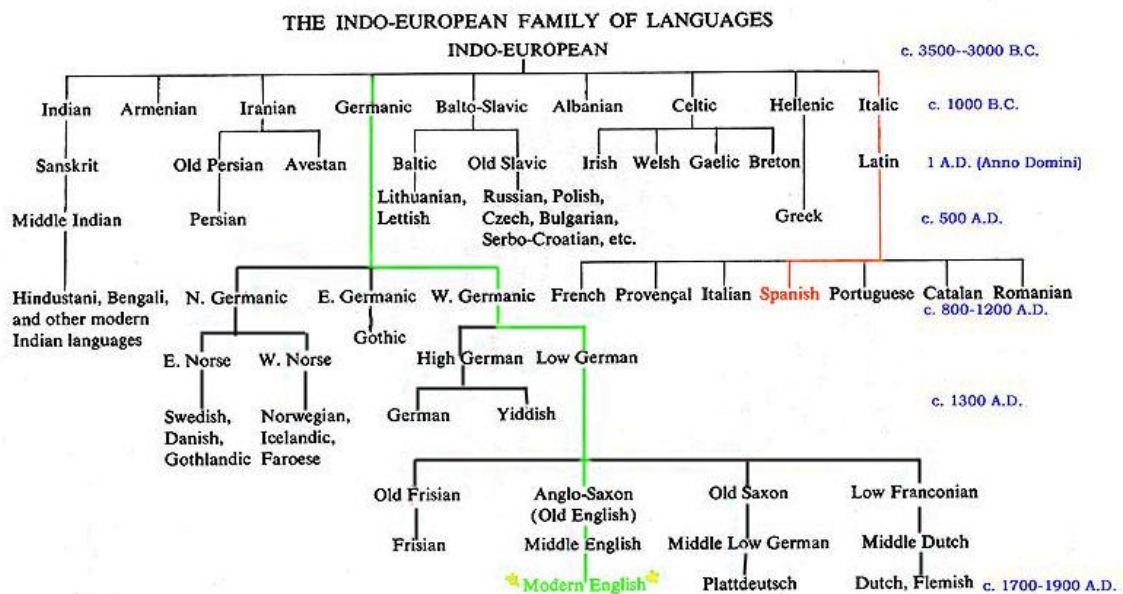 THE INDO-EUROPEAN FAMILY OF LANGUAGES
INDO-EUROPEAN
c. 3500--3000 B.C.
Indian Armenian Iranian Germanic Balto-Slavic Albanian Celtic Hellenic Italic
c. 1000 B.C.
Sanskrit Old Persian Avestan Baltic Old Slavic Irish Welsh Gaelic Breton Latin
1 A.D. (Anno Domini)
Lithuanian,
Lettish
Russian, Polish,
Czech, Bulgarian,
Serbo-Croatian, etc.
Middle Indian Persian Greek
c. 500 A.D.
Hindustani, Bengali,
and other modern
Indian languages
N. Germanic E. Germanic W. Germanic French Provençal Italian Spanish Portuguese Catalan Romanian
c. 800-1200 A.D.
Gothic
E. Norse W. Norse High German Low German
c. 1300 A.D.
Swedish,
Danish,
Gothlandic
Norwegian,
Icelandic,
Faroese
German Yiddish
Old Frisian Anglo-Saxon
(Old English)
Old Saxon Low Franconian
Frisian Middle English Middle Low German Middle Dutch
Modern English Plattdeutsch Dutch, Flemish
c. 1700-1900 A.D.